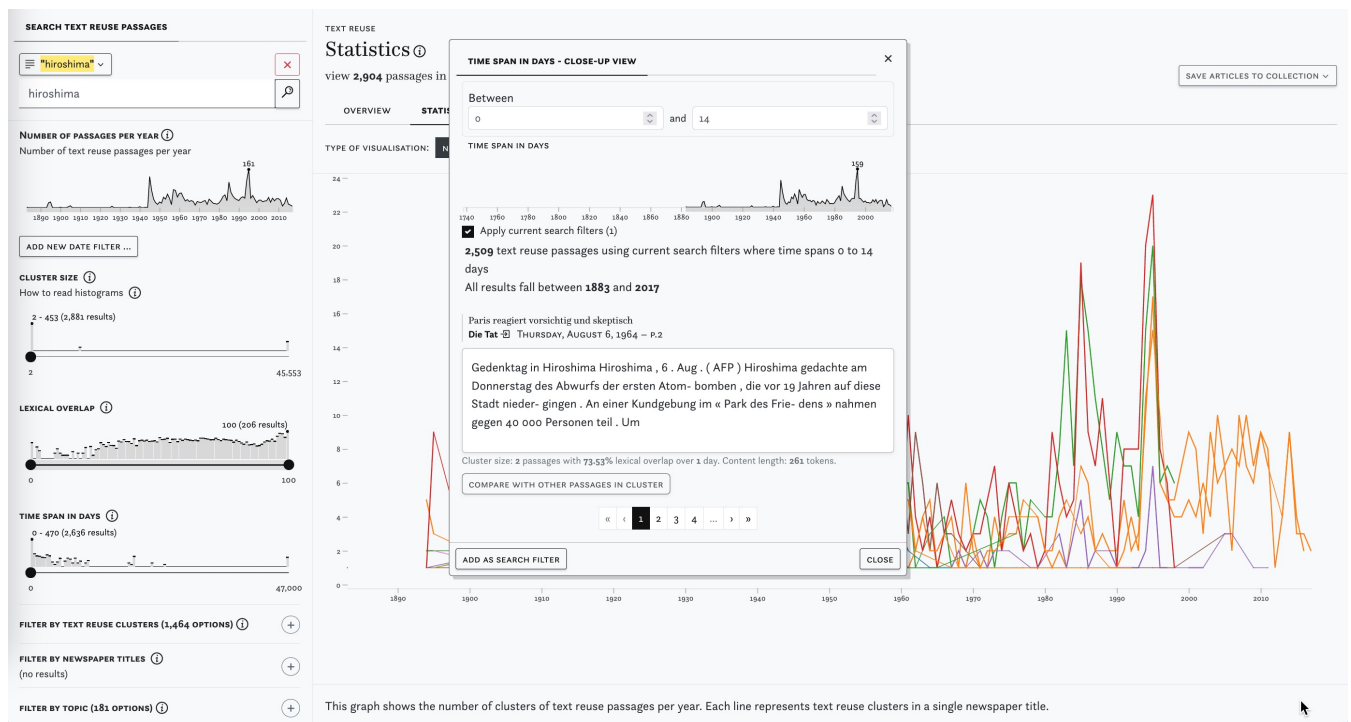 SEARCH TEXT REUSE PASSAGES
"hiroshima"
hiroshima
NUMBER OF PASSAGES PER YEAR
Number of text reuse passages per year
161
1890 1900 1910 1920 1930 1940 1950 1960 1970 1980 1990 2000 2010
ADD NEW DATE FILTER ...
CLUSTER SIZE
How to read histograms
2 - 453 (2,881 results)
2 45,553
LEXICAL OVERLAP
100 (206 results)
0 100
TIME SPAN IN DAYS
0 - 470 (2,636 results)
0 47,000
FILTER BY TEXT REUSE CLUSTERS (1,464 OPTIONS)
FILTER BY NEWSPAPER TITLES
(no results)
FILTER BY TOPIC (181 OPTIONS)
TEXT REUSE
Statistics
view 2,904 passages in
SAVE ARTICLES TO COLLECTION
OVERVIEW STATIS
TYPE OF VISUALISATION: N
24
22
20
18
16
14
12
10
8
6
4
2
0
1890 1900 1910 1920 1930 1940 1950 1960 1970 1980 1990 2000 2010
This graph shows the number of clusters of text reuse passages per year. Each line represents text reuse clusters in a single newspaper title.
TIME SPAN IN DAYS - CLOSE-UP VIEW
Between
0 and 14
TIME SPAN IN DAYS
159
1740 1760 1780 1800 1820 1840 1860 1880 1900 1920 1940 1960 1980 2000
Apply current search filters (1)
2,509 text reuse passages using current search filters where time spans 0 to 14
days
All results fall between 1883 and 2017
Paris reagiert vorsichtig und skeptisch
Die Tat THURSDAY, AUGUST 6, 1964 – P.2
Gedenktag in Hiroshima Hiroshima , 6 . Aug . ( AFP ) Hiroshima gedachte am
Donnerstag des Abwurfs der ersten Atom- bomben , die vor 19 Jahren auf diese
Stadt nieder- gingen . An einer Kundgebung im « Park des Frie- dens » nahmen
gegen 40 000 Personen teil . Um
Cluster size: 2 passages with 73.53% lexical overlap over 1 day. Content length: 261 tokens.
COMPARE WITH OTHER PASSAGES IN CLUSTER
« ‹ 1 2 3 4 ... › »
ADD AS SEARCH FILTER CLOSE